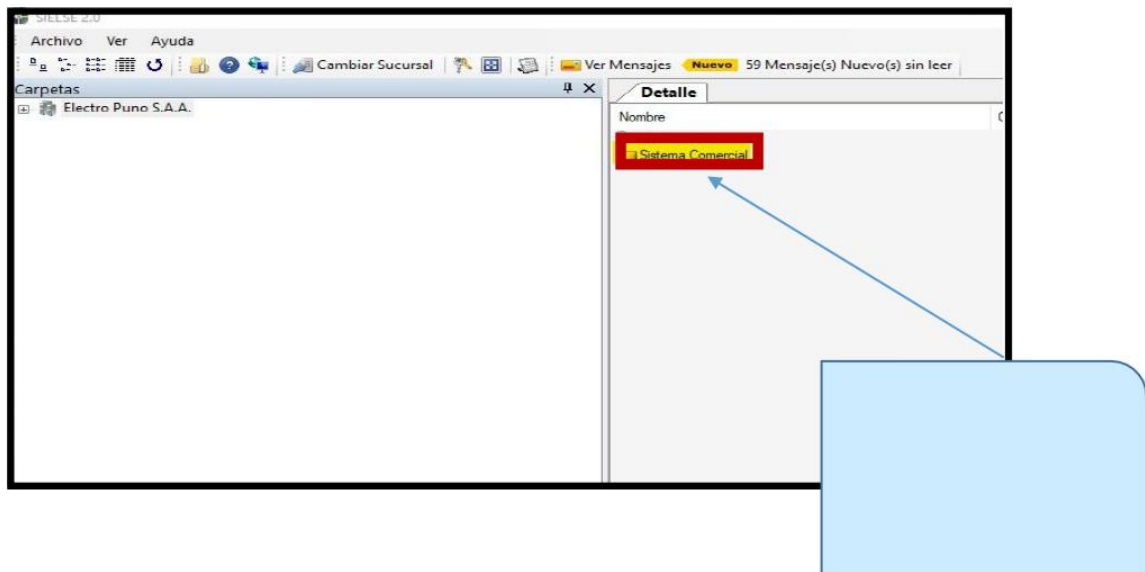 SIELSE 2.0
Archivo Ver Ayuda
Cambiar Sucursal Ver Mensajes Nuevo 59 Mensaje(s) Nuevo(s) sin leer
Carpetas
Electro Puno S.A.A.
Detalle
Nombre
Sistema Comercial